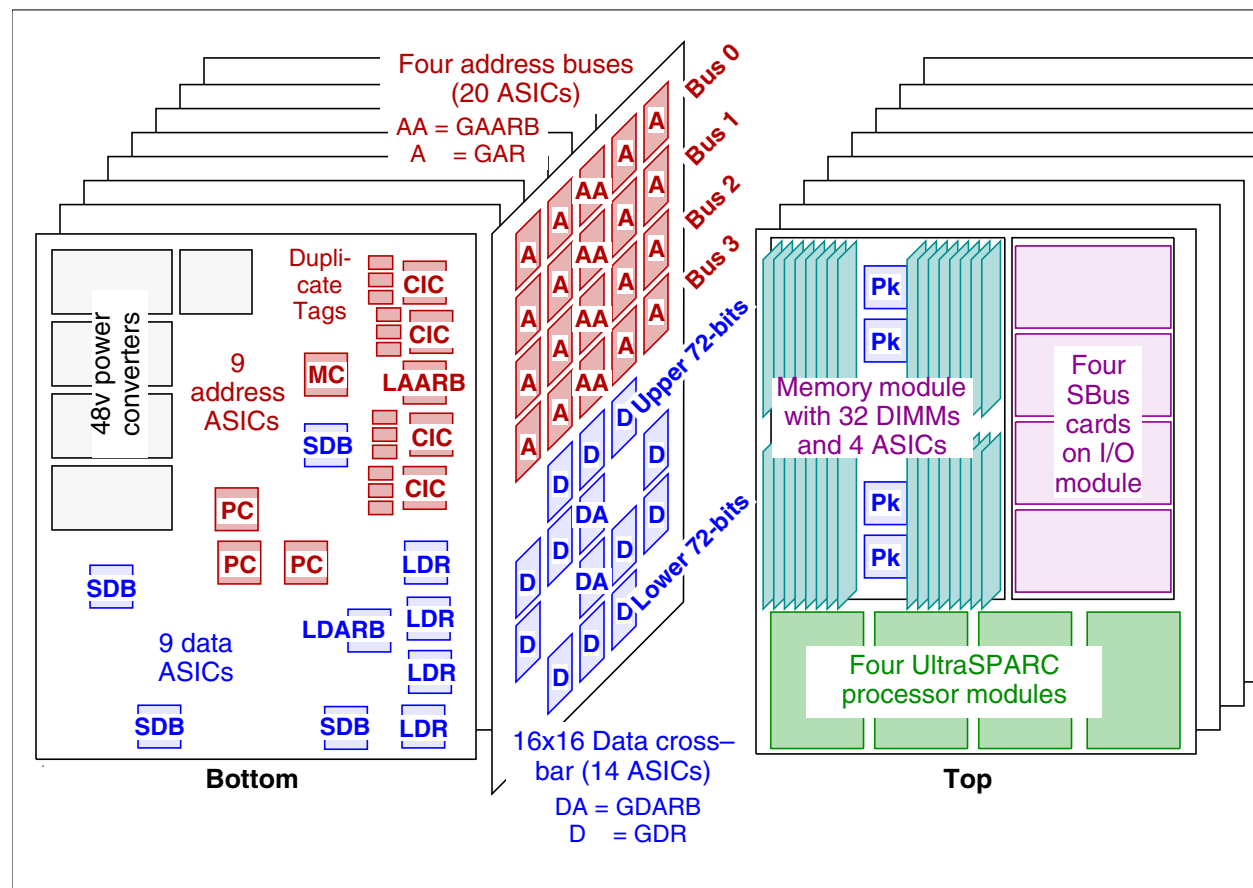 Four address buses
(20 ASICs)
AA = GAARB
A = GAR
Bus 0
Bus 1
Bus 2
Bus 3
A
A
A
A
A
A
A
A
AA
AA
AA
AA
A
A
A
A
A
A
A
A
Upper 72-bits
Lower 72-bits
D
D
D
D
D
D
D
D
D
D
D
D
DA
DA
16x16 Data cross–
bar (14 ASICs)
DA = GDARB
D = GDR
48v power
converters
Dupli-
cate
Tags
CIC
CIC
9
address
ASICs
MC
LAARB
SDB
CIC
CIC
PC
PC
PC
SDB
LDR
LDARB
LDR
9 data
ASICs
LDR
SDB
SDB
LDR
Bottom
Pk
Pk
Memory module
with 32 DIMMs
and 4 ASICs
Pk
Pk
Four
SBus
cards
on I/O
module
Four UltraSPARC
processor modules
Top